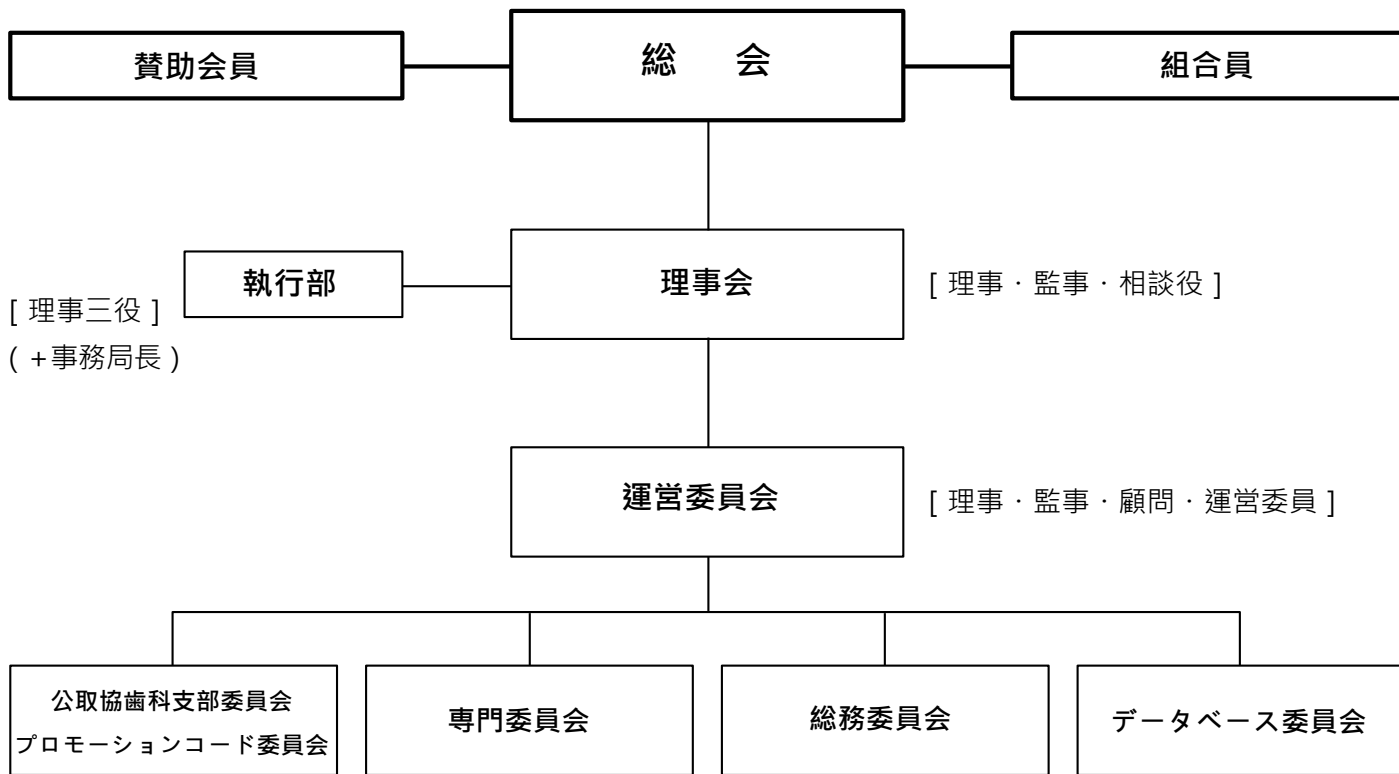 賛助会員
総　会
組合員
執行部
理事会
[ 理事・監事・相談役 ]
[ 理事三役 ]
( +事務局長 )
運営委員会
[ 理事・監事・顧問・運営委員 ]
公取協歯科支部委員会
プロモーションコード委員会
専門委員会
総務委員会
データベース委員会